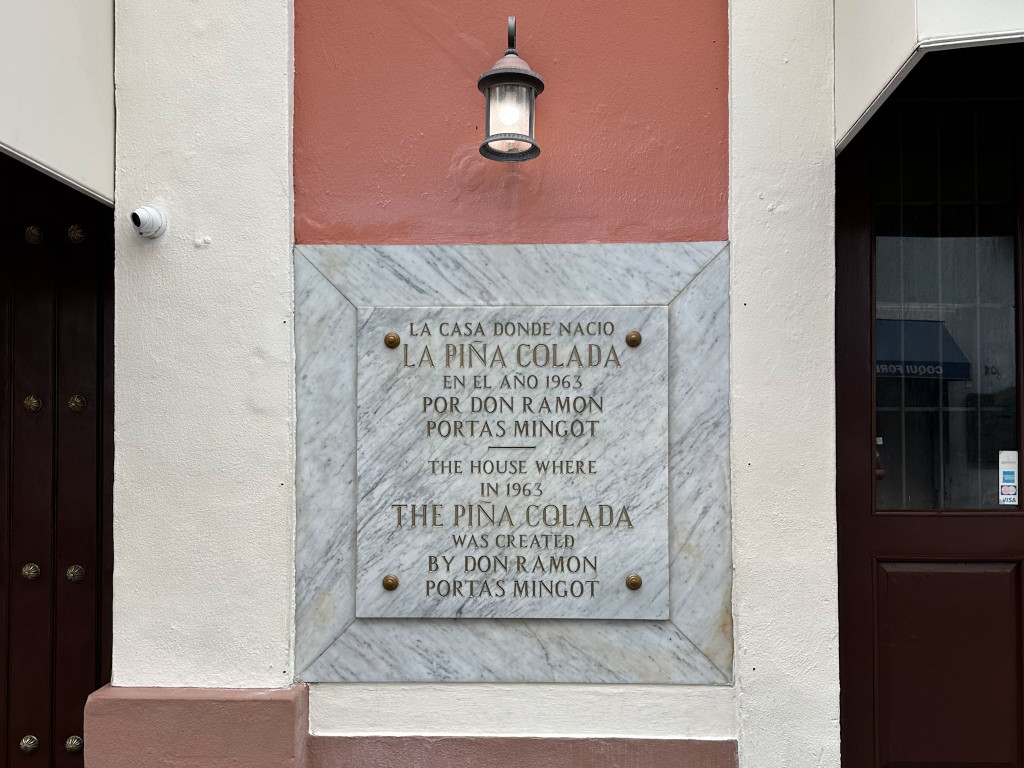 LA CASA DONDE NACIO
LA PIÑA COLADA
EN EL AÑO 1963
POR DON RAMON
PORTAS MINGOT
THE HOUSE WHERE
IN 1963
THE PIÑA COLADA
WAS CREATED
BY DON RAMON
PORTAS MINGOT
VISA